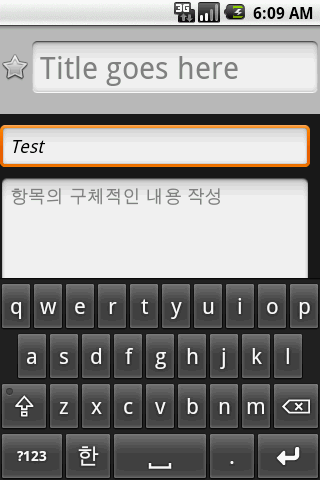 3G 6:09 AM
Title goes here
Test
항목의 구체적인 내용 작성
q w e r t y u i o p
a s d f g h j k l
z x c v b n m
?123 한 .